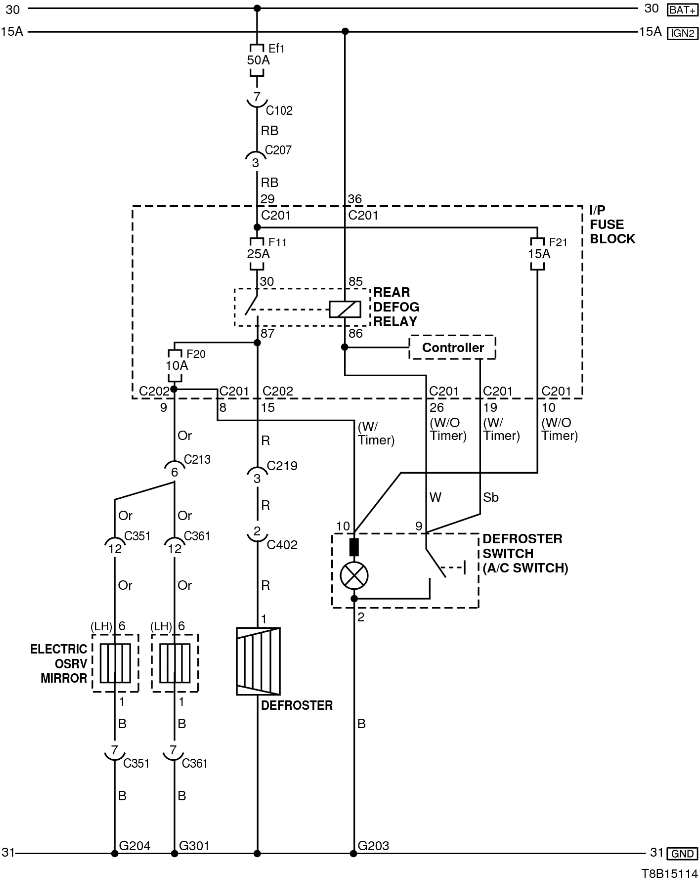 30
30 BAT+
15A
15A IGN2
Ef1
50A
7
C102
RB
C207
3
RB
29
36
C201
C201
I/P
FUSE
BLOCK
F11
25A
F21
15A
30
85
REAR
DEFOG
RELAY
87
86
Controller
F20
10A
C202
C201
C202
C201
C201
C201
9
8
15
26
19
10
(W/
Timer)
(W/O
Timer)
(W/
Timer)
(W/O
Timer)
Or
R
C213
6
C219
3
W
Sb
Or
Or
R
10
9
C351
12
C361
12
2
C402
DEFROSTER
SWITCH
(A/C SWITCH)
Or
Or
R
2
(LH) 6
(LH) 6
1
ELECTRIC
OSRV
MIRROR
1
1
DEFROSTER
B
B
B
7
C351
7
C361
B
B
G204
G301
G203
31
31 GND
T8B15114